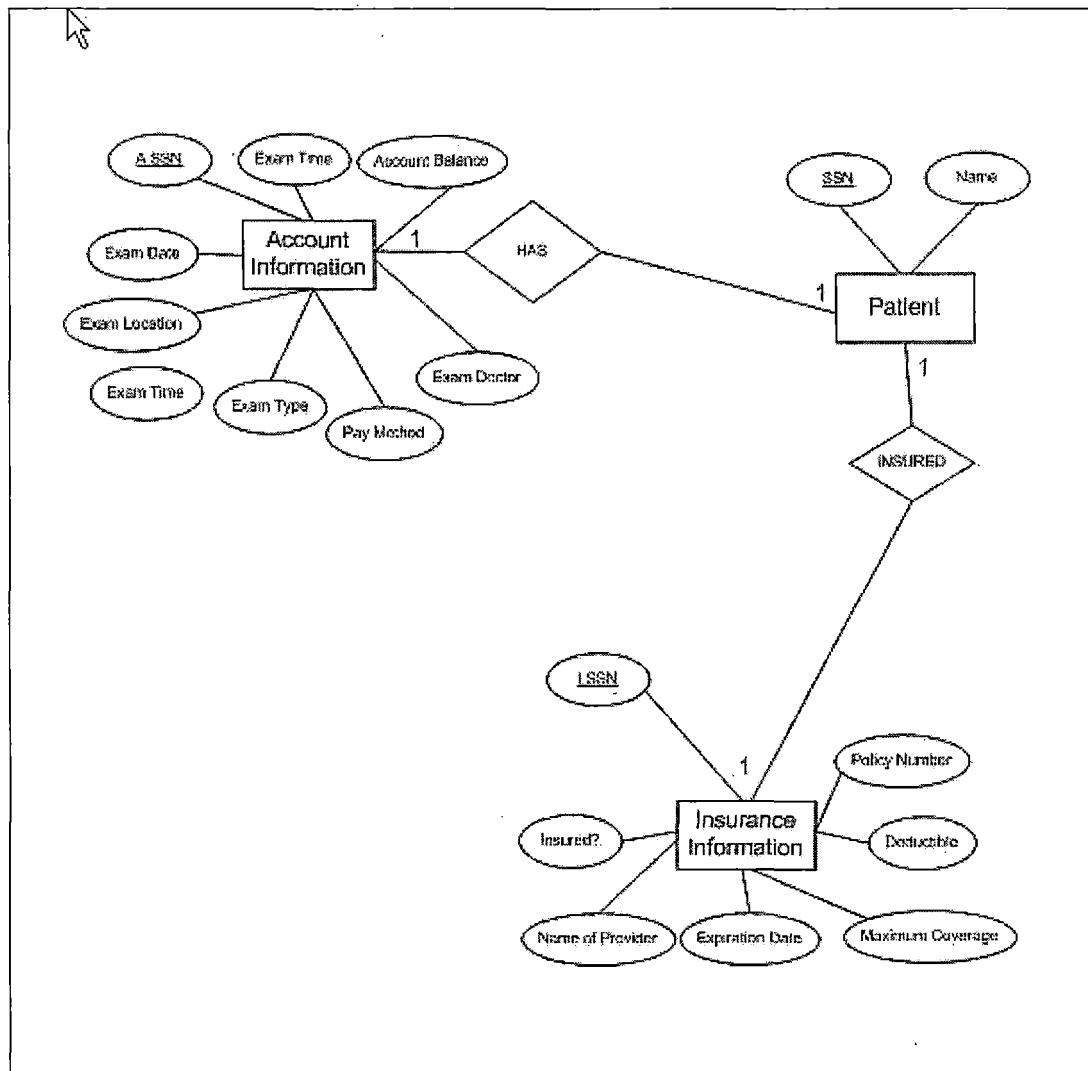 A SSN
Exam Time
Account Balance
SSN
Name
Account
Information
1
HAS
Exam Date
1
Patient
Exam Location
1
Exam Time
Exam Type
Exam Doctor
Pay Method
INSURED
I SSN
1
Policy Number
Insurance
Information
Insured?
Deductible
Name of Provider
Expiration Date
Maximum Coverage